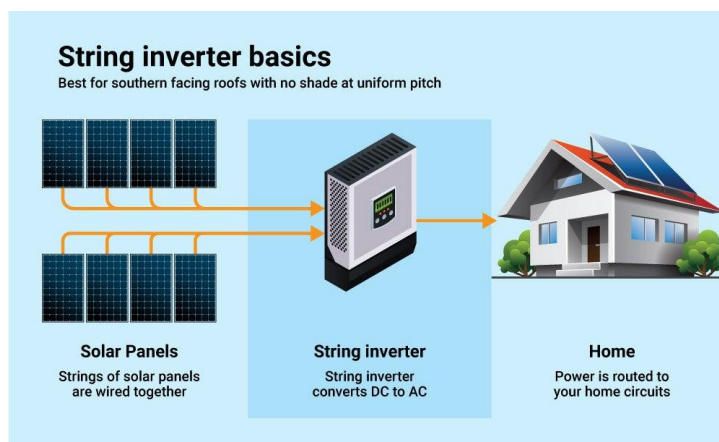 String inverter basics
Best for southern facing roofs with no shade at uniform pitch
Solar Panels
Strings of solar panels
are wired together
String inverter
String inverter
converts DC to AC
Home
Power is routed to
your home circuits